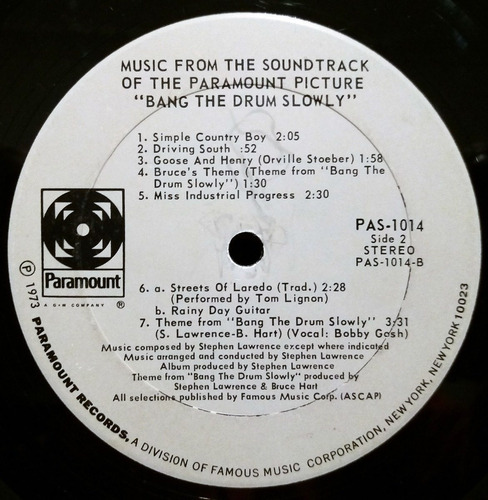 MUSIC FROM THE SOUNDTRACK
OF THE PARAMOUNT PICTURE
"BANG THE DRUM SLOWLY"
1. Simple Country Boy 2:05
2. Driving South :52
3. Goose And Henry (Orville Stoeber) 1:58
4. Bruce's Theme (Theme from "Bang The
Drum Slowly") 1:30
5. Miss Industrial Progress 2:30
Paramount
A G+W COMPANY ®
PAS-1014
Side 2
STEREO
PAS-1014-B
6. a. Streets Of Laredo (Trad.) 2:28
(Performed by Tom Lignon)
b. Rainy Day Guitar
7. Theme from "Bang The Drum Slowly" 3:31
(S. Lawrence-B. Hart) (Vocal: Bobby Gosh)
Music composed by Stephen Lawrence except where indicated
Music arranged and conducted by Stephen Lawrence
Album produced by Stephen Lawrence
Theme from "Bang The Drum Slowly" produced by
Stephen Lawrence & Bruce Hart
All selections published by Famous Music Corp. (ASCAP)
℗ 1973 PARAMOUNT RECORDS, A DIVISION OF FAMOUS MUSIC CORPORATION, NEW YORK, NEW YORK 10023